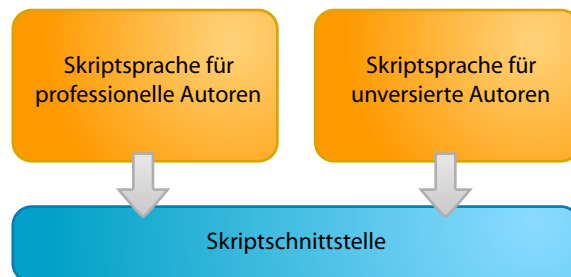 Skriptsprache für
professionelle Autoren
Skriptsprache für
unversierte Autoren
Skriptschnittstelle